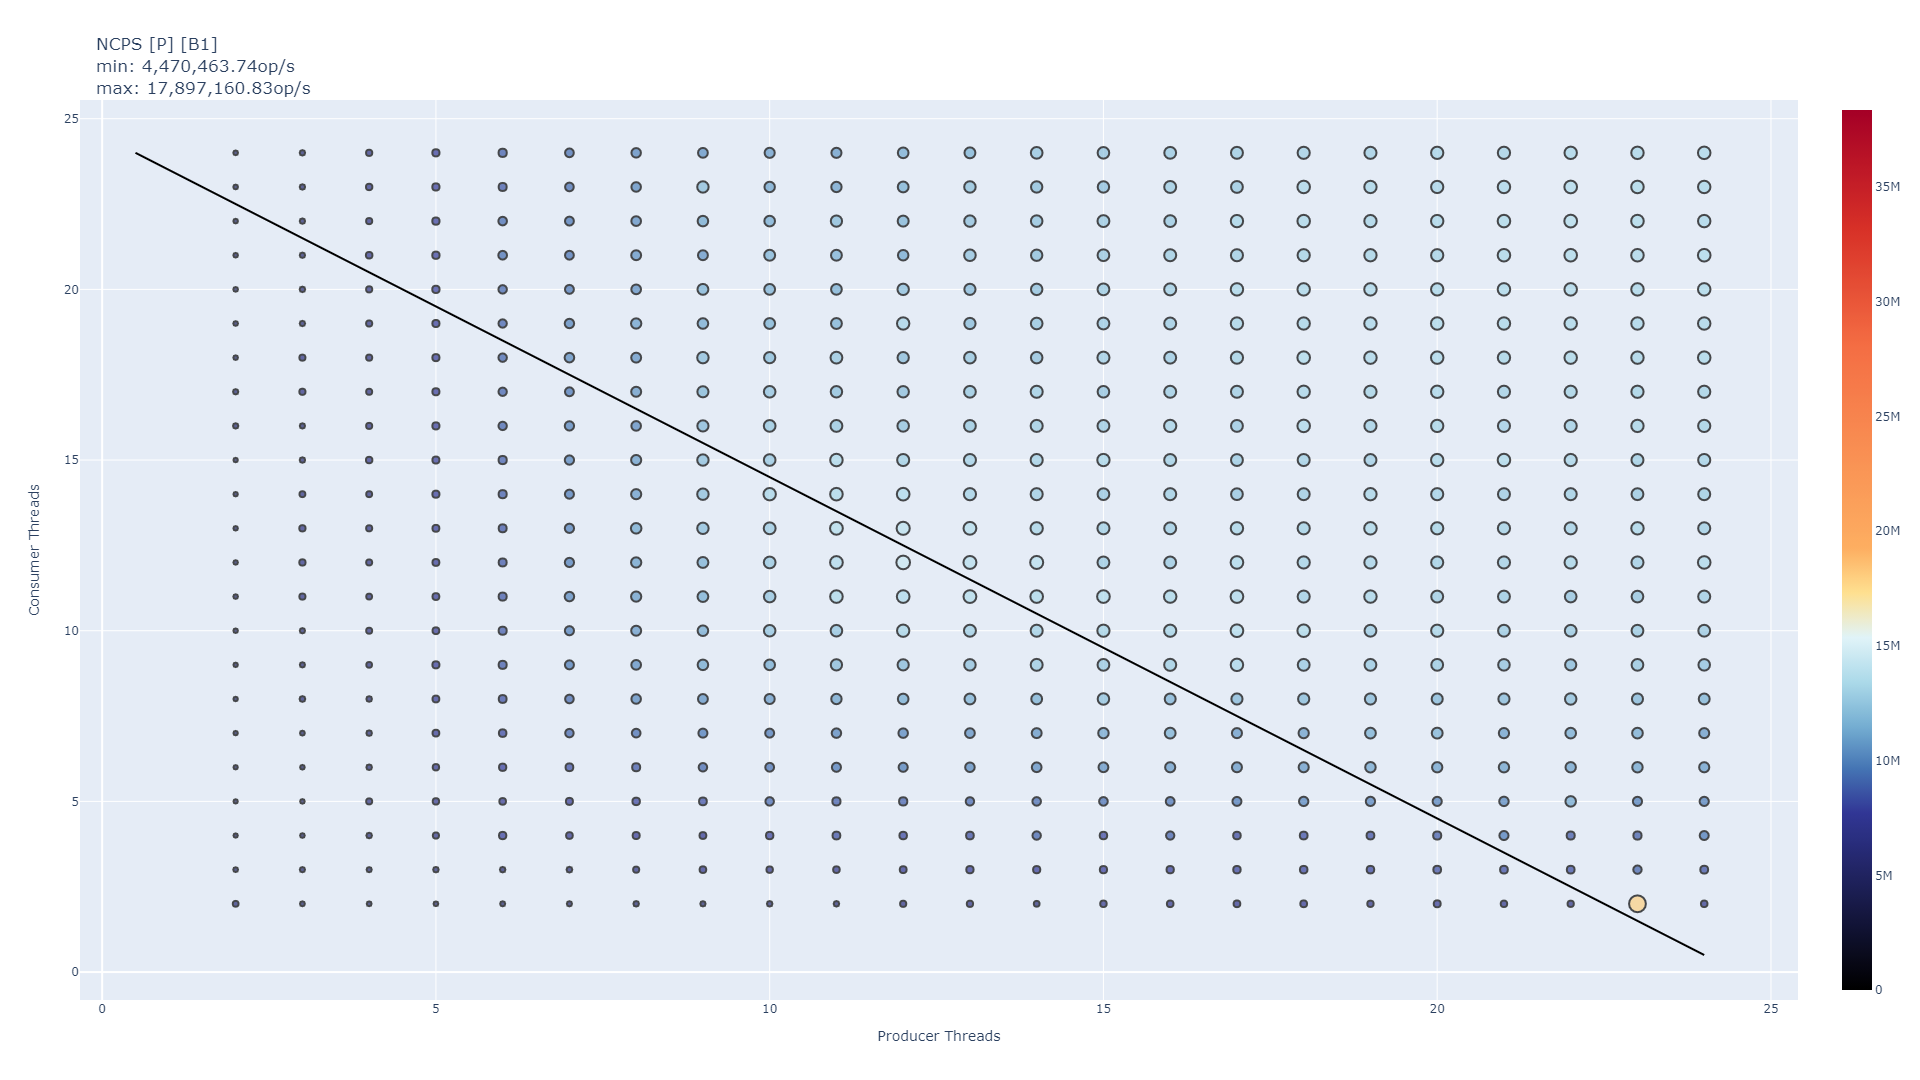 NCPS [P] [B1]
min: 4,470,463.74op/s
max: 17,897,160.83op/s
25
20
15
10
5
0
Consumer Threads
0
5
10
15
20
25
Producer Threads
35M
30M
25M
20M
15M
10M
5M
0